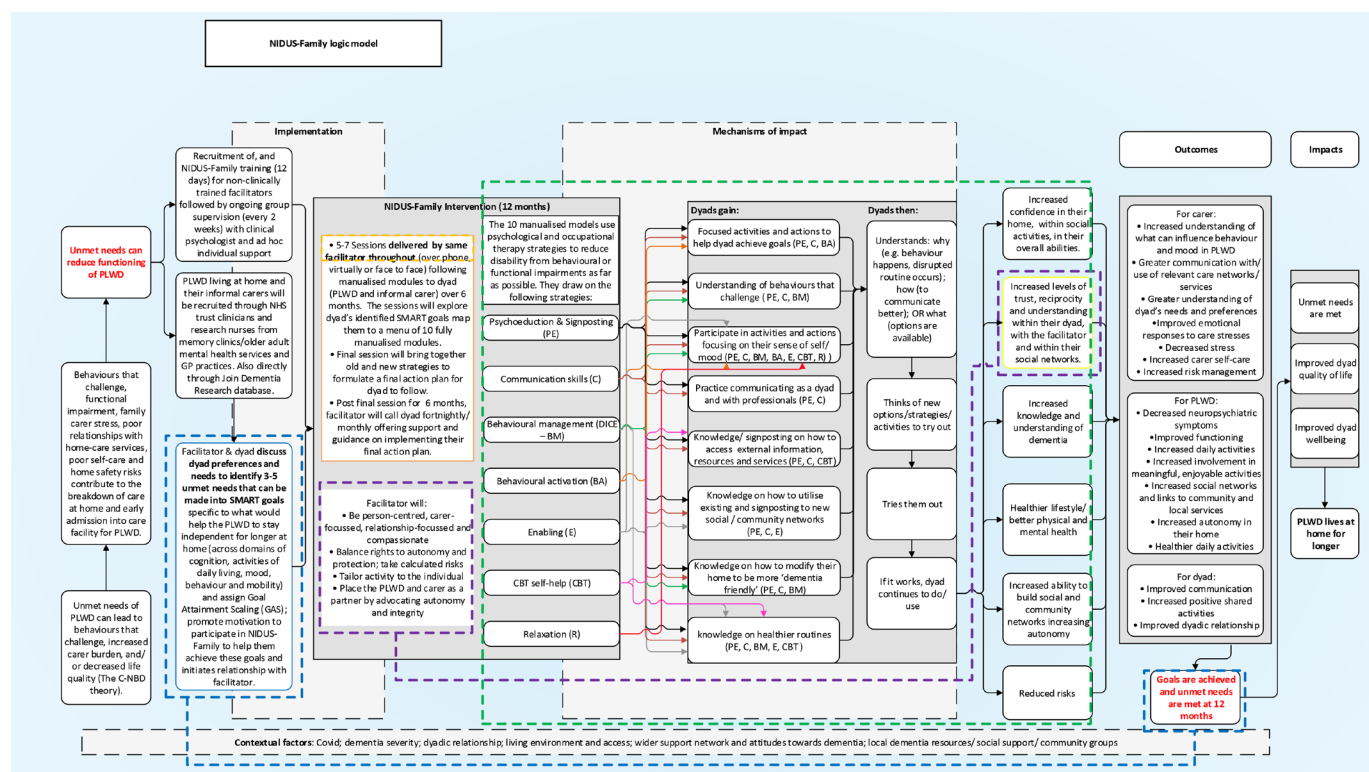 NIDUS-Family logic model
Implementation
Mechanisms of impact
Outcomes
Impacts
Unmet needs can
reduce functioning
of PLWD
Behaviours that
challenge,
functional
impairment, family
carer stress, poor
relationships with
home-care services,
poor self-care and
home safety risks
contribute to the
breakdown of care
at home and early
admission into care
facility for PLWD.
Unmet needs of
PLWD can lead to
behaviours that
challenge, increased
carer burden, and/
or decreased life
quality (The C-NBD
theory).
Recruitment of, and
NIDUS-Family training (12
days) for non-clinically
trained facilitators
followed by ongoing group
supervision (every 2
weeks) with clinical
psychologist and ad hoc
individual support
PLWD living at home and
their informal carers will
be recruited through NHS
trust clinicians and
research nurses from
memory clinics/older adult
mental health services and
GP practices. Also directly
through Join Dementia
Research database.
Facilitator & dyad discuss
dyad preferences and
needs to identify 3-5
unmet needs that can be
made into SMART goals
specific to what would
help the PLWD to stay
independent for longer at
home (across domains of
cognition, activities of
daily living, mood,
behaviour and mobility)
and assign Goal
Attainment Scaling (GAS);
promote motivation to
participate in NIDUS-
Family to help them
achieve these goals and
initiates relationship with
facilitator.
NIDUS-Family Intervention (12 months)
• 5-7 Sessions delivered by same
facilitator throughout (over phone,
virtually or face to face) following
manualised modules to dyad
(PLWD and informal carer) over 6
months. The sessions will explore
dyad's identified SMART goals map
them to a menu of 10 fully
manualised modules.
• Final session will bring together
old and new strategies to
formulate a final action plan for
dyad to follow.
• Post final session for 6 months,
facilitator will call dyad fortnightly/
monthly offering support and
guidance on implementing their
final action plan.
Facilitator will:
• Be person-centred, carer-
focussed, relationship-focussed and
compassionate
• Balance rights to autonomy and
protection; take calculated risks
• Tailor activity to the individual
• Place the PLWD and carer as a
partner by advocating autonomy
and integrity
The 10 manualised models use
psychological and occupational
therapy strategies to reduce
disability from behavioural or
functional impairments as far
as possible. They draw on
the following strategies:
Psychoeduction & Signposting
(PE)
Communication skills (C)
Behavioural management (DICE
– BM)
Behavioural activation (BA)
Enabling (E)
CBT self-help (CBT)
Relaxation (R)
Dyads gain:
Focused activities and actions to
help dyad achieve goals (PE, C, BA)
Understanding of behaviours that
challenge ( PE, C, BM)
Participate in activities and actions
focusing on their sense of self/
mood (PE, C, BM, BA, E, CBT, R )
Practice communicating as a dyad
and with professionals (PE, C)
Knowledge/ signposting on how to
access external information,
resources and services (PE, C, CBT)
Knowledge on how to utilise
existing and signposting to new
social / community networks
(PE, C, E)
Knowledge on how to modify their
home to be more ‘dementia
friendly’ (PE, C, BM)
knowledge on healthier routines
(PE, C, BM, E, CBT )
Dyads then:
Understands: why
(e.g. behaviour
happens, disrupted
routine occurs);
how (to
communicate
better); OR what
(options are
available)
Thinks of new
options/strategies/
activities to try out
Tries them out
If it works, dyad
continues to do/
use
Increased
confidence in their
home, within social
activities, in their
overall abilities.
Increased levels of
trust, reciprocity
and understanding
within their dyad,
with the facilitator
and within their
social networks.
Increased
knowledge and
understanding of
dementia
Healthier lifestyle/
better physical and
mental health
Increased ability to
build social and
community
networks increasing
autonomy
Reduced risks
For carer:
• Increased understanding of
what can influence behaviour
and mood in PLWD
• Greater communication with/
use of relevant care networks/
services
• Greater understanding of
dyad's needs and preferences
•Improved emotional
responses to care stresses
• Decreased stress
• Increased carer self-care
• Increased risk management
For PLWD:
• Decreased neuropsychiatric
symptoms
• Improved functioning
• Increased daily activities
• Increased involvement in
meaningful, enjoyable activities
• Increased social networks
and links to community and
local services
• Increased autonomy in
their home
• Healthier daily activities
For dyad:
• Improved communication
• Increased positive shared
activities
• Improved dyadic relationship
Goals are achieved
and unmet needs
are met at 12
months
Unmet needs
are met
Improved dyad
quality of life
Improved dyad
wellbeing
PLWD lives at
home for
longer
Contextual factors: Covid; dementia severity; dyadic relationship; living environment and access; wider support network and attitudes towards dementia; local dementia resources/ social support/ community groups